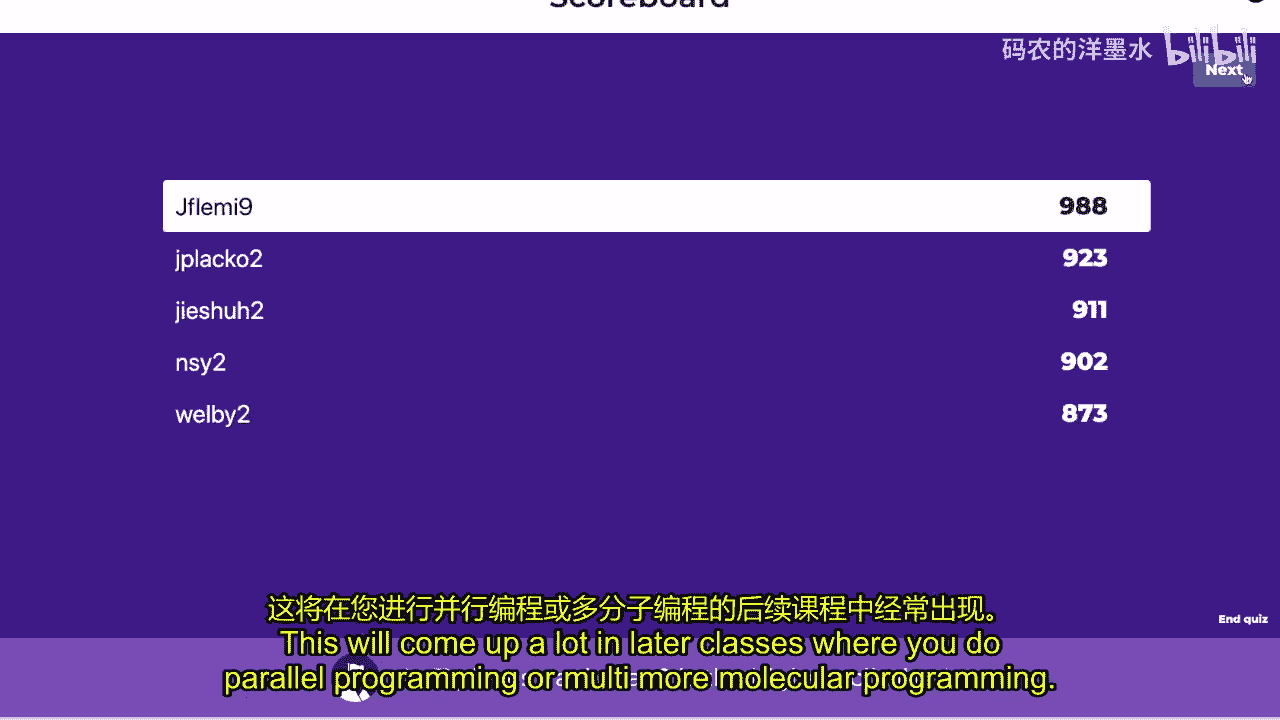 Scoreboard
码农的洋墨水 bilibili
Next
Jflemi9 988
jplacko2 923
jieshuh2 911
nsy2 902
welby2 873
End quiz
这将在您进行并行编程或多分子编程的后续课程中经常出现。
This will come up a lot in later classes where you do
parallel programming or multi more molecular programming.